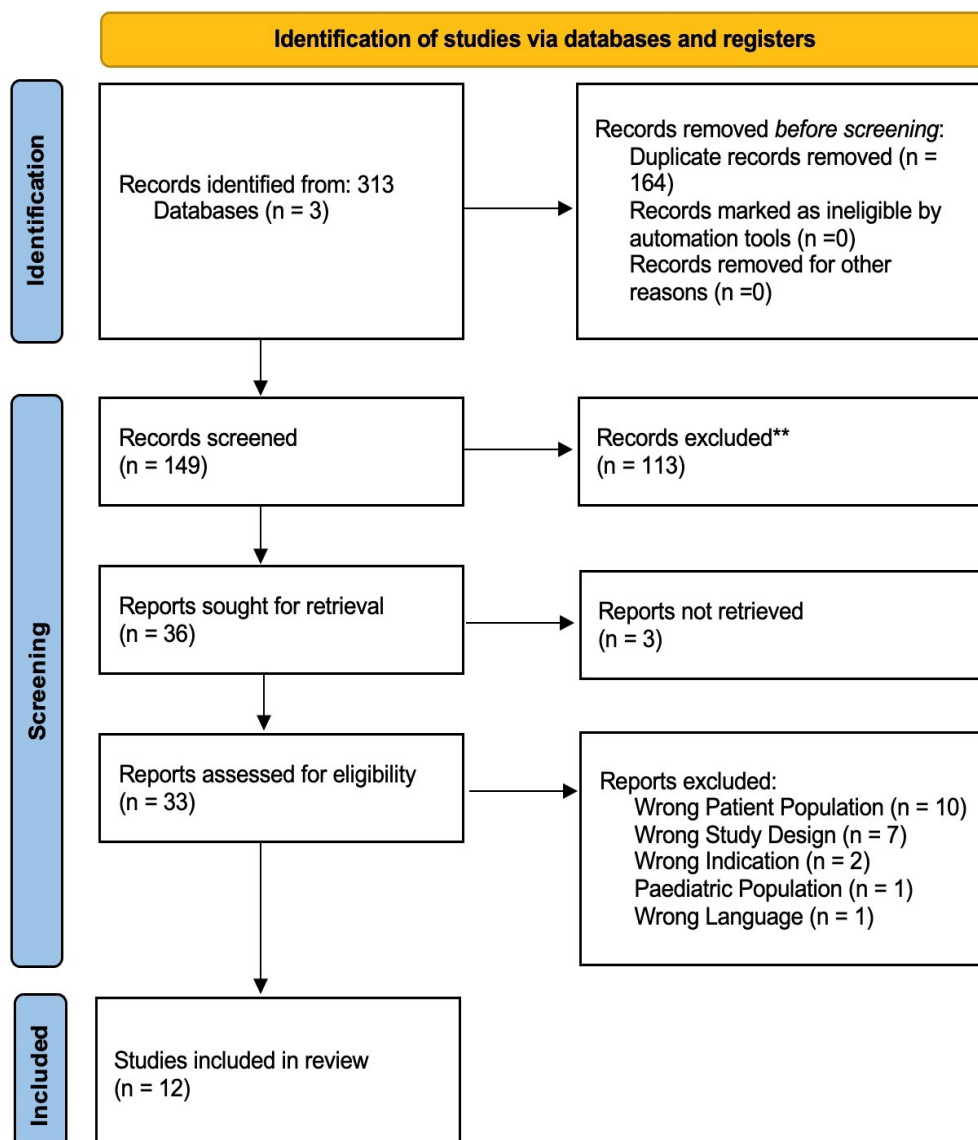 Identification of studies via databases and registers
Identification
Records identified from: 313
Databases (n = 3)
Records removed before screening:
Duplicate records removed (n =
164)
Records marked as ineligible by
automation tools (n =0)
Records removed for other
reasons (n =0)
Screening
Records screened
(n = 149)
Records excluded**
(n = 113)
Reports sought for retrieval
(n = 36)
Reports not retrieved
(n = 3)
Reports assessed for eligibility
(n = 33)
Reports excluded:
Wrong Patient Population (n = 10)
Wrong Study Design (n = 7)
Wrong Indication (n = 2)
Paediatric Population (n = 1)
Wrong Language (n = 1)
Included
Studies included in review
(n = 12)